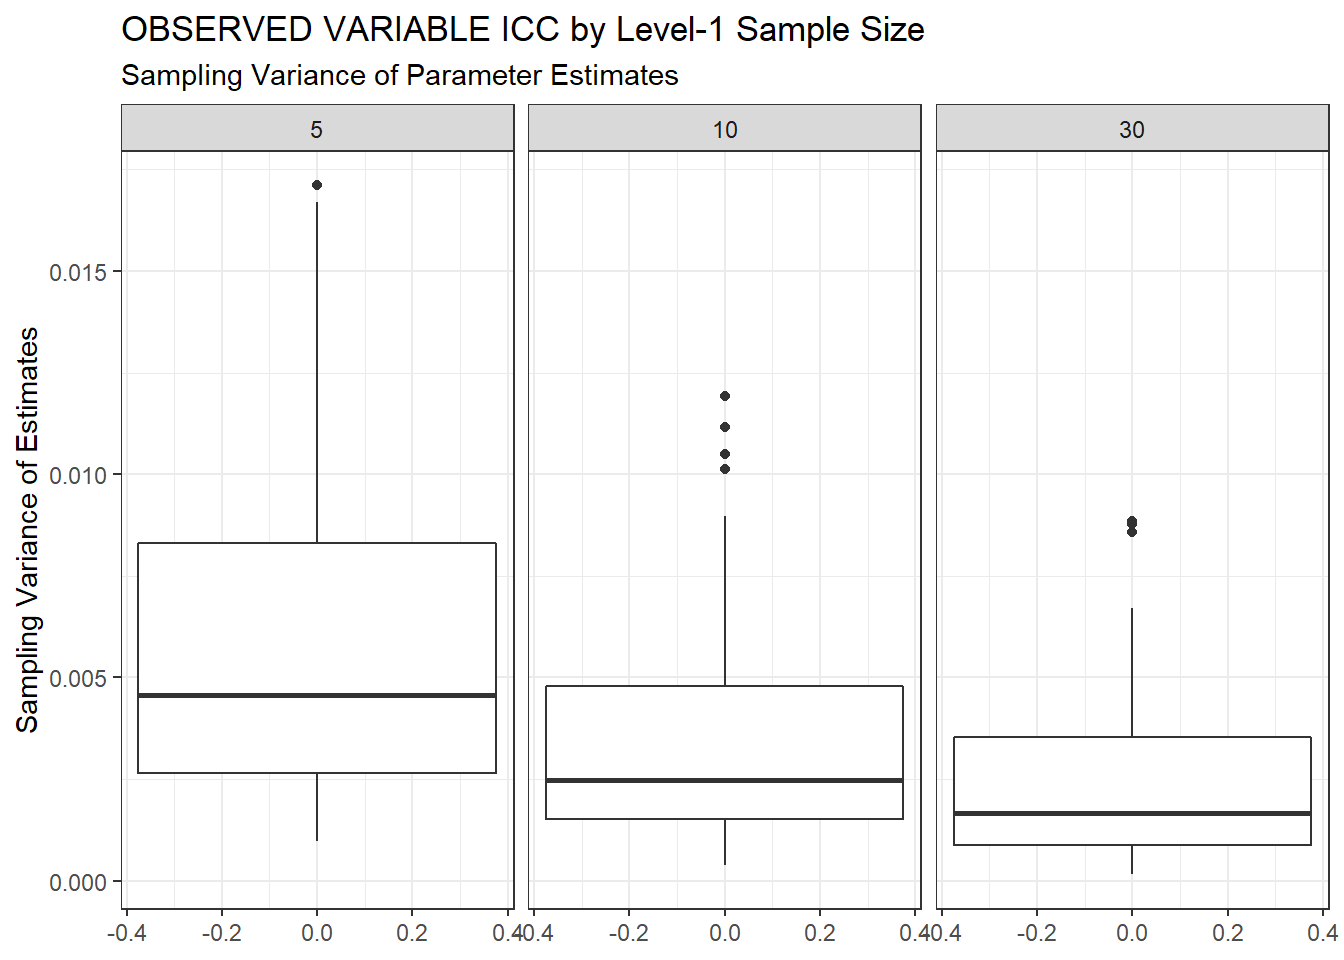 OBSERVED VARIABLE ICC by Level-1 Sample Size
Sampling Variance of Parameter Estimates
5 10 30
Sampling Variance of Estimates
0.015
0.010
0.005
0.000
-0.4 -0.2 0.0 0.2 0.4 -0.4 -0.2 0.0 0.2 0.4 -0.4 -0.2 0.0 0.2 0.4